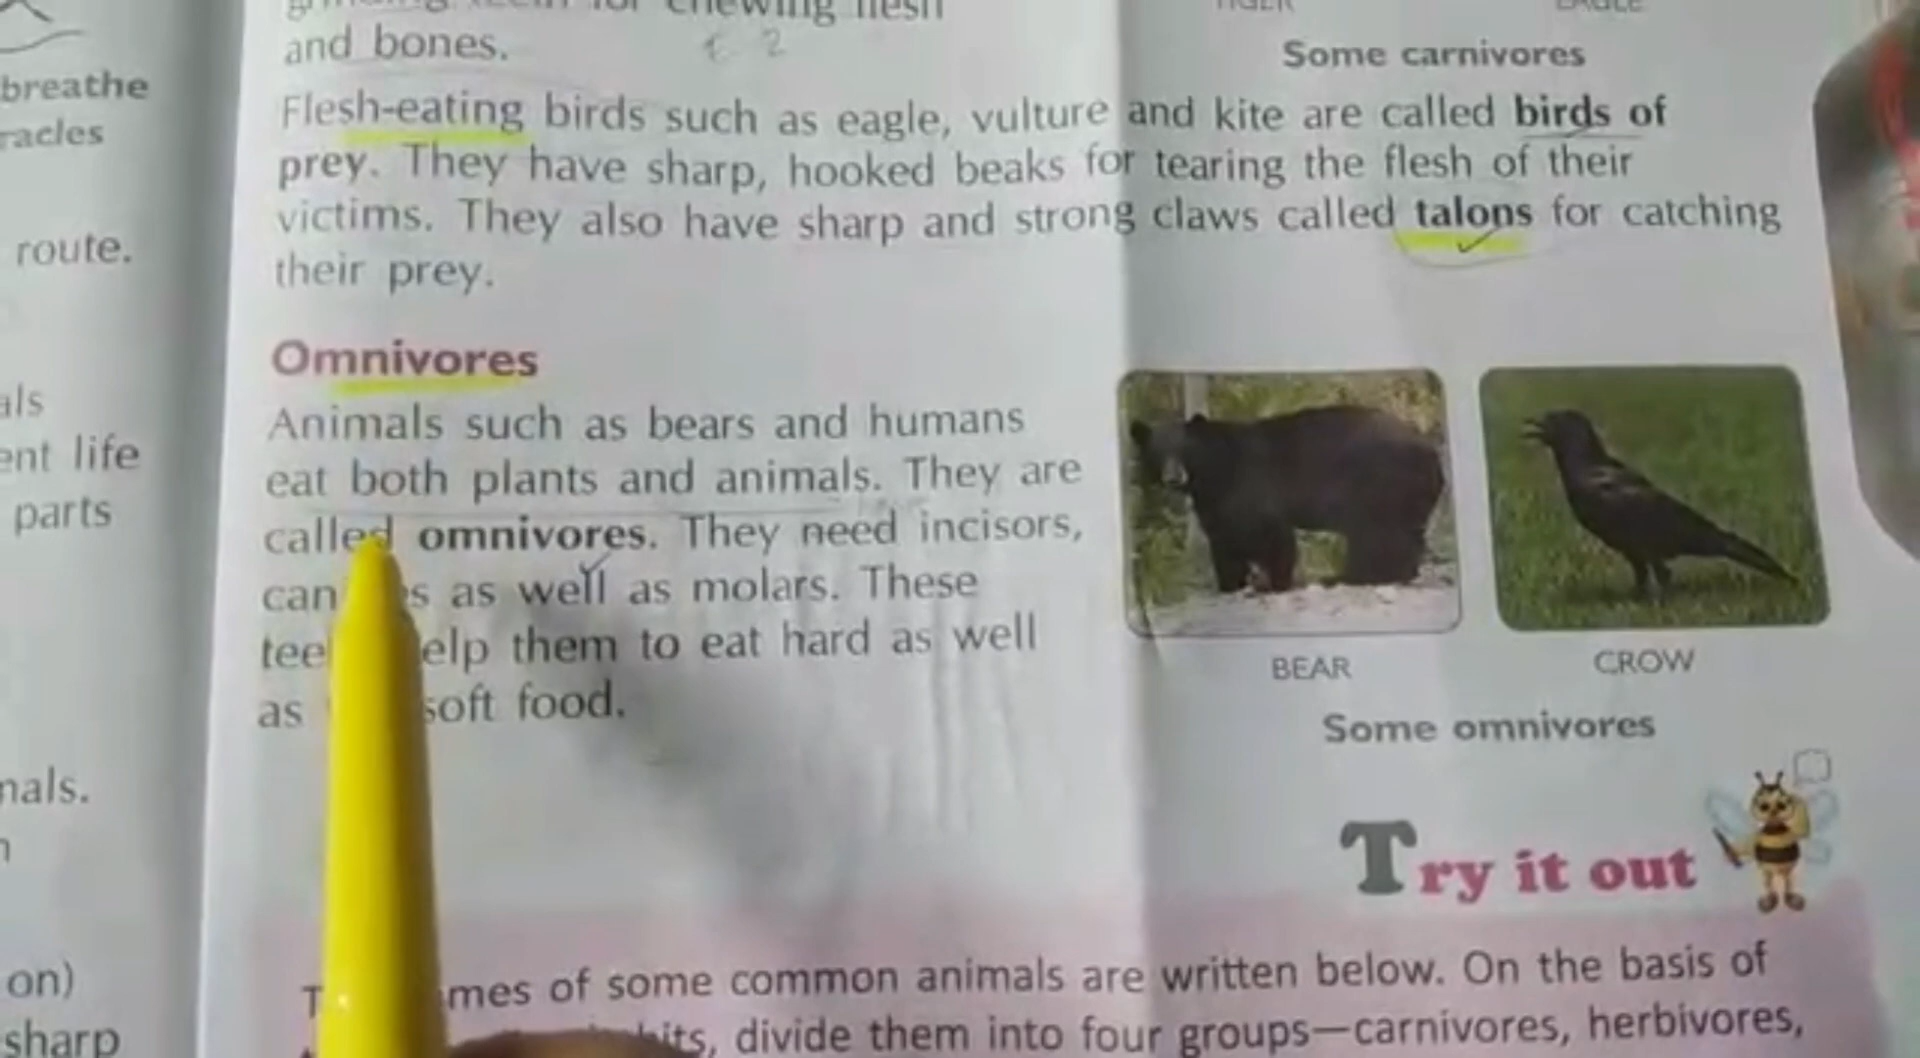 breathe
racles
route.
als
ent life
parts
nals.
on)
sharp
chewing flesh
and bones.
TIGER
EAGLE
Some carnivores
Flesh-eating birds such as eagle, vulture and kite are called birds of
prey. They have sharp, hooked beaks for tearing the flesh of their
victims. They also have sharp and strong claws called talons for catching
their prey.
Omnivores
Animals such as bears and humans
eat both plants and animals. They are
called omnivores. They need incisors,
can s as well as molars. These
tee elp them to eat hard as well
as soft food.
BEAR
CROW
Some omnivores
Try it out
T mes of some common animals are written below. On the basis of
bits, divide them into four groups—carnivores, herbivores,